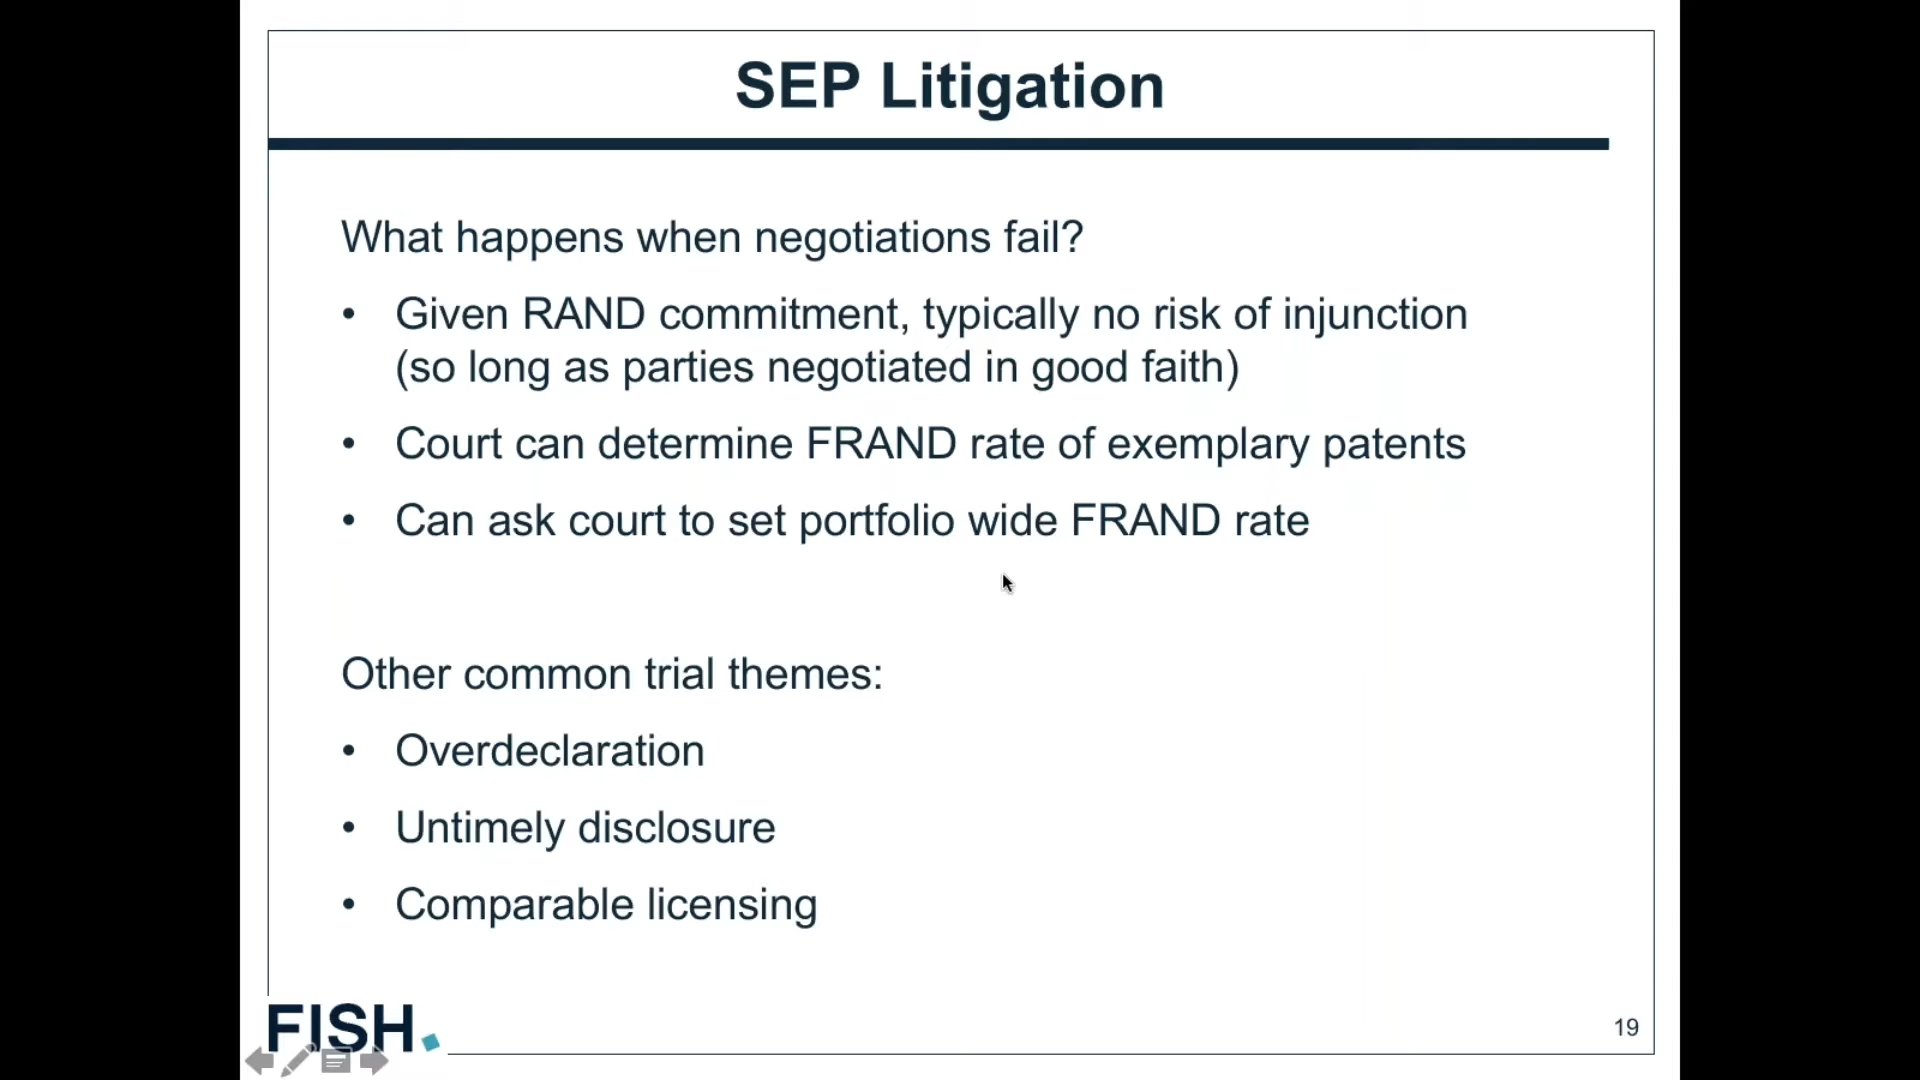 SEP Litigation
What happens when negotiations fail?
• Given RAND commitment, typically no risk of injunction
(so long as parties negotiated in good faith)
• Court can determine FRAND rate of exemplary patents
• Can ask court to set portfolio wide FRAND rate
Other common trial themes:
• Overdeclaration
• Untimely disclosure
• Comparable licensing
FISH.
19